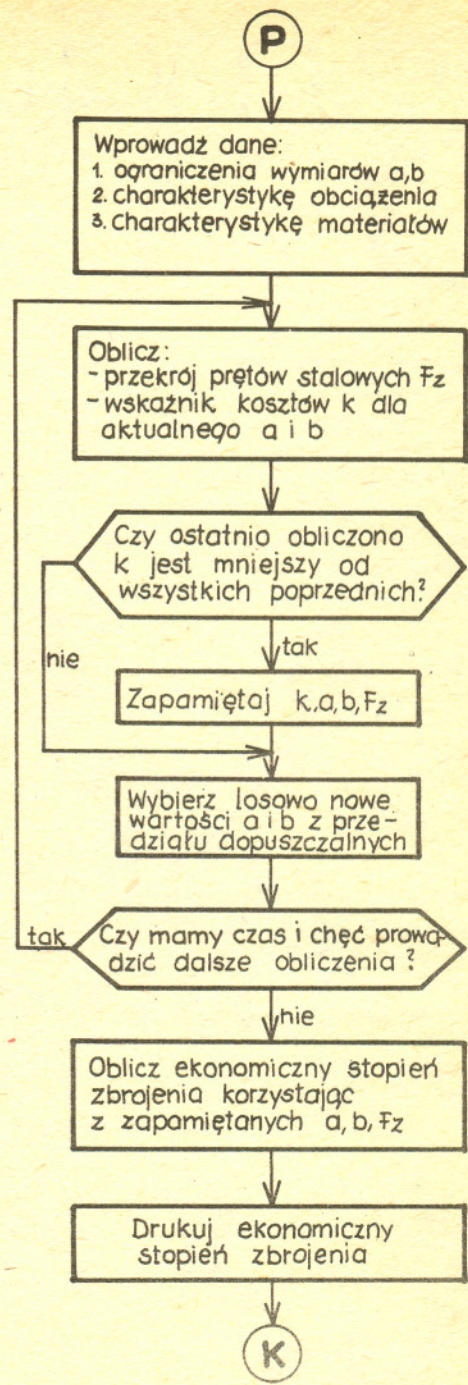 P
Wprowadź dane:
1. ograniczenia wymiarów a,b
2. charakterystykę obciążenia
3. charakterystykę materiałów
Oblicz:
- przekrój prętów stalowych Fz
- wskaźnik kosztów k dla
aktualnego a i b
Czy ostatnio obliczono
k jest mniejszy od
wszystkich poprzednich?
nie
tak
Zapamiętaj k,a,b,Fz
Wybierz losowo nowe
wartości a i b z prze-
działu dopuszczalnych
tak
Czy mamy czas i chęć prowa-
dzić dalsze obliczenia ?
nie
Oblicz ekonomiczny stopień
zbrojenia korzystając
z zapamiętanych a, b, Fz
Drukuj ekonomiczny
stopień zbrojenia
K